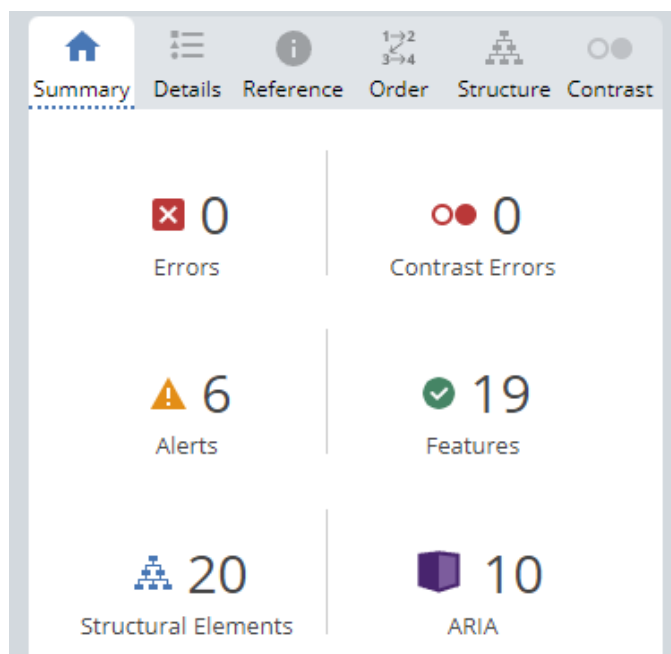 1 2
3 4
Summary Details Reference Order Structure Contrast
0 0
Errors Contrast Errors
6 19
Alerts Features
20 10
Structural Elements ARIA